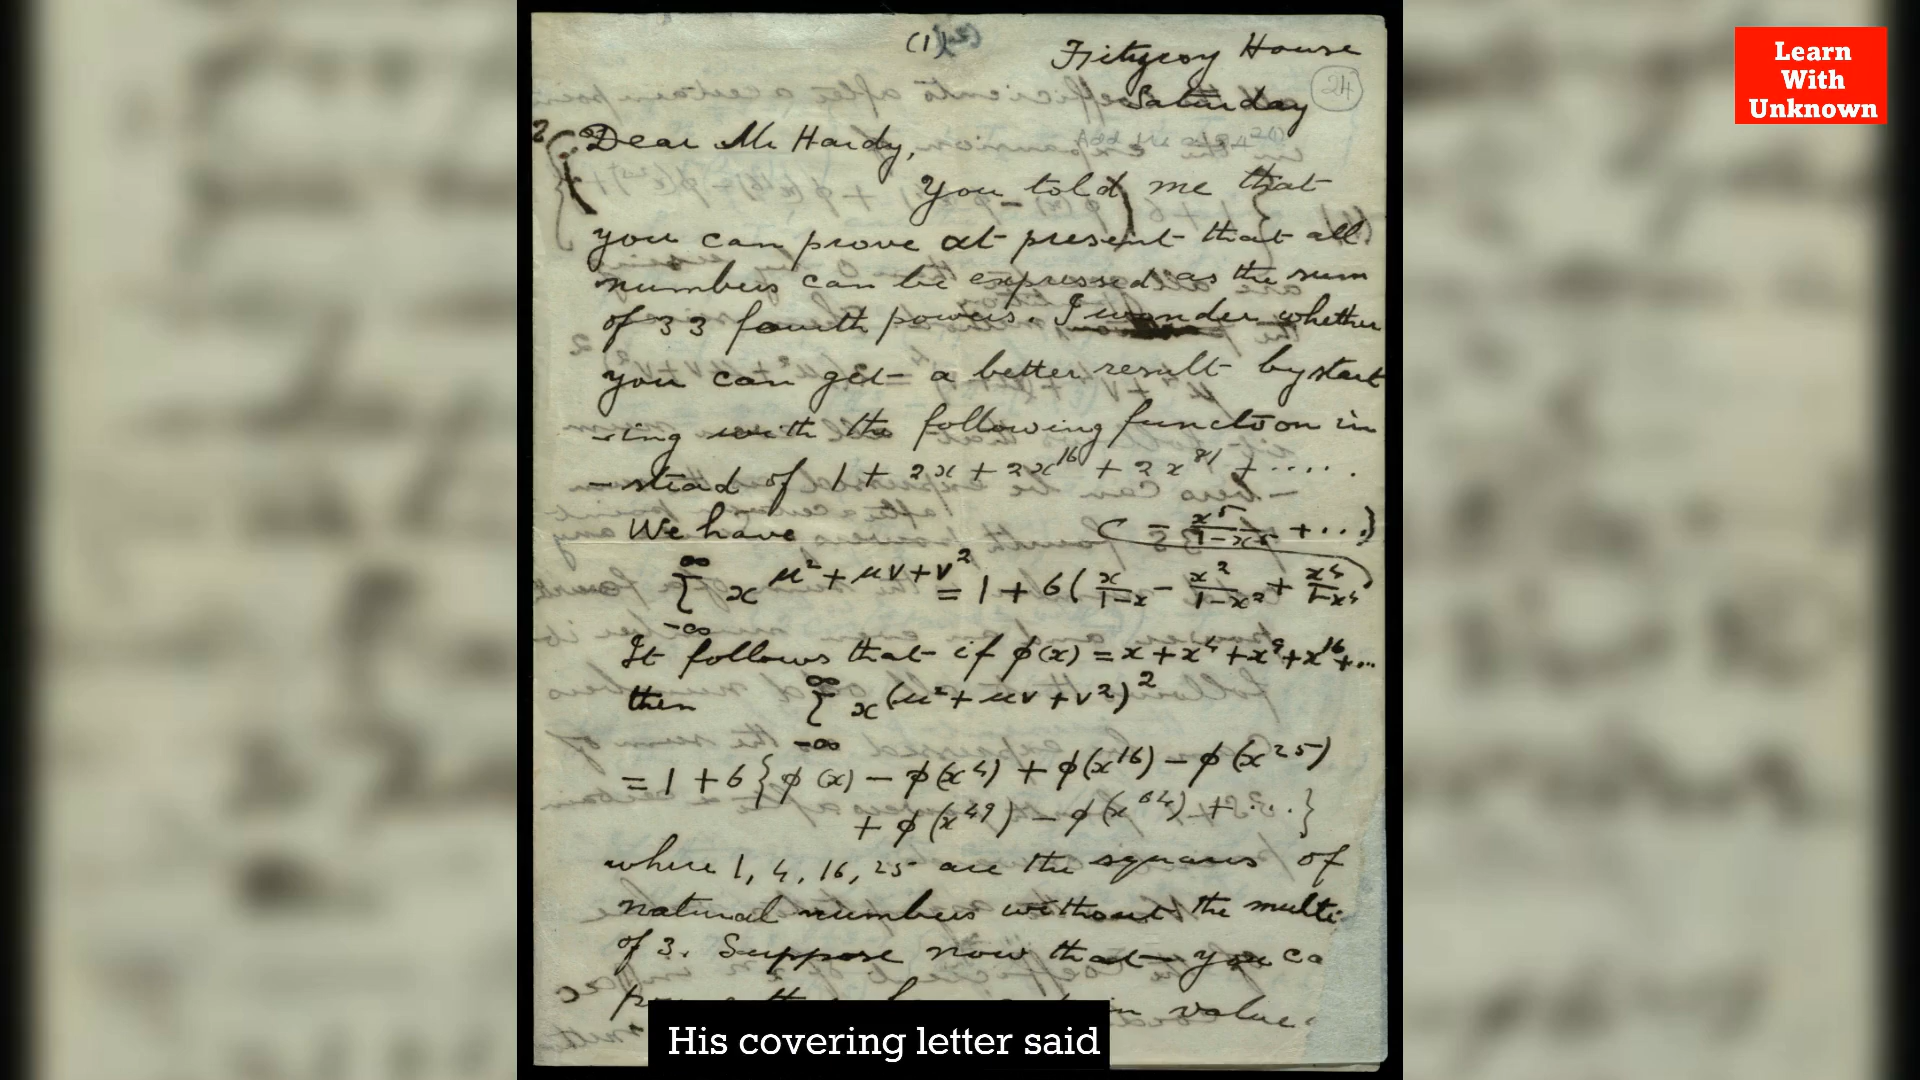 Learn
With
Unknown
(1)
Fitzroy House
Saturday
24
Dear Mr Hardy,
You told me that
you can prove at present that all
numbers can be expressed as the sum
of 33 fourth powers. I wonder whether
you can get a better result by start
-ting with the following function in
-stead of 1 + 2x + 2x^16 + 2x^81 + ....
We have
(- x^5/(1-x^5) + ...)
∞ Σ -∞ x^(μ²+μν+ν²) = 1 + 6( x/(1-x) - x²/(1-x²) + x⁴/(1-x⁴)
It follows that if φ(x) = x + x⁴ + x⁹ + x^16 + ...
then ∞ Σ -∞ x^(μ²+μν+ν²)²
= 1 + 6{φ(x) - φ(x⁴) + φ(x^16) - φ(x^25)
+ φ(x^49) - φ(x^64) + ...}
where 1, 4, 16, 25 are the squares of
natural numbers without the multi
of 3. Suppose now that you ca
value
His covering letter said